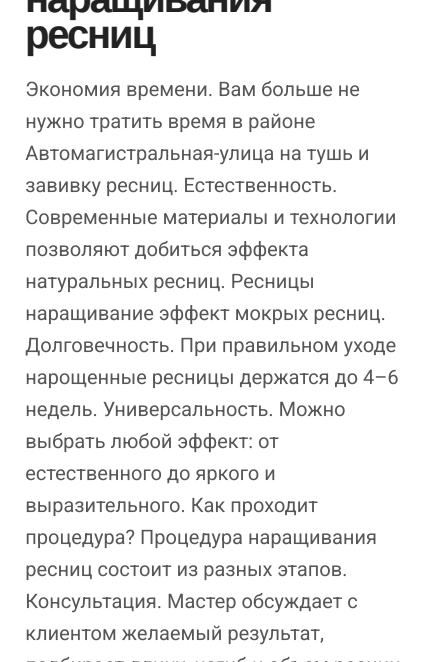 наращивания
ресниц
Экономия времени. Вам больше не
нужно тратить время в районе
Автомагистральная-улица на тушь и
завивку ресниц. Естественность.
Современные материалы и технологии
позволяют добиться эффекта
натуральных ресниц. Ресницы
наращивание эффект мокрых ресниц.
Долговечность. При правильном уходе
нарощенные ресницы держатся до 4–6
недель. Универсальность. Можно
выбрать любой эффект: от
естественного до яркого и
выразительного. Как проходит
процедура? Процедура наращивания
ресниц состоит из разных этапов.
Консультация. Мастер обсуждает с
клиентом желаемый результат,